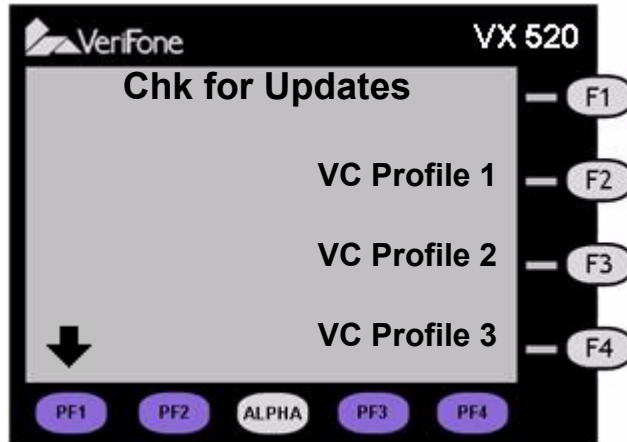 VeriFone VX 520
Chk for Updates
F1
VC Profile 1 F2
VC Profile 2 F3
VC Profile 3 F4
PF1 PF2 ALPHA PF3 PF4